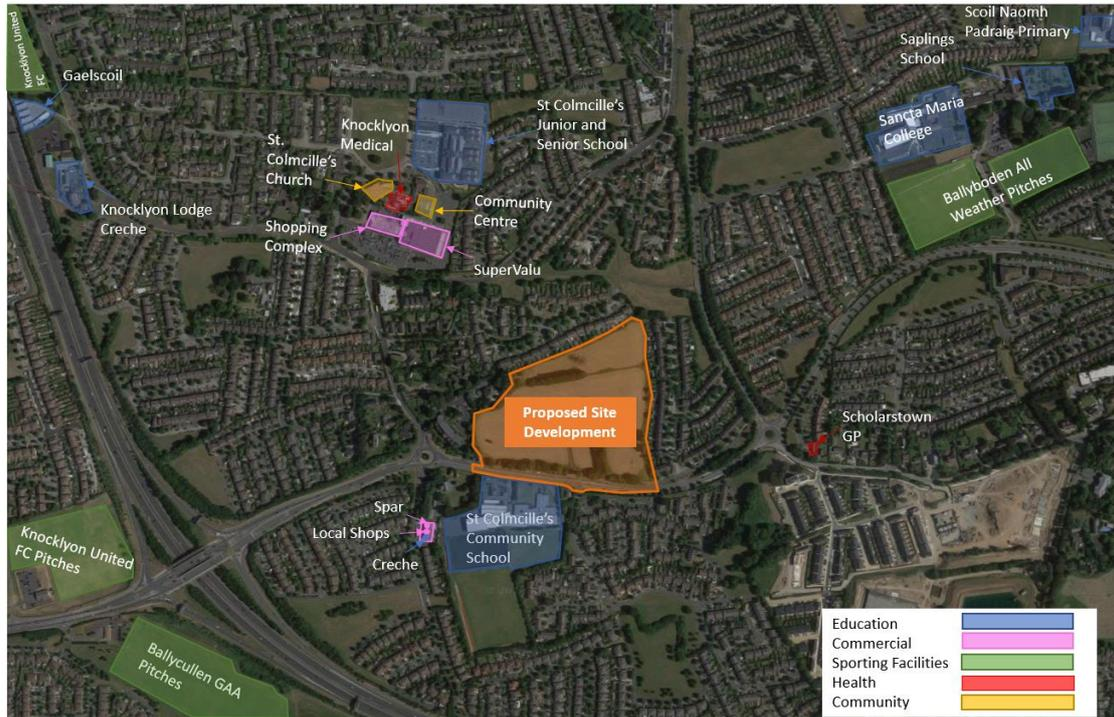 Knocklyon United
FC
Gaelscoil
Knocklyon Lodge
Creche
St.
Colmcille's
Church
Knocklyon
Medical
St Colmcille's
Junior and
Senior School
Community
Centre
Shopping
Complex
SuperValu
Scoil Naomh
Padraig Primary
Saplings
School
Sancta Maria
College
Ballyboden All
Weather Pitches
Proposed Site
Development
Scholarstown
GP
Spar
Local Shops
Creche
St Colmcille's
Community
School
Knocklyon United
FC Pitches
Ballycullen GAA
Pitches
Education
Commercial
Sporting Facilities
Health
Community